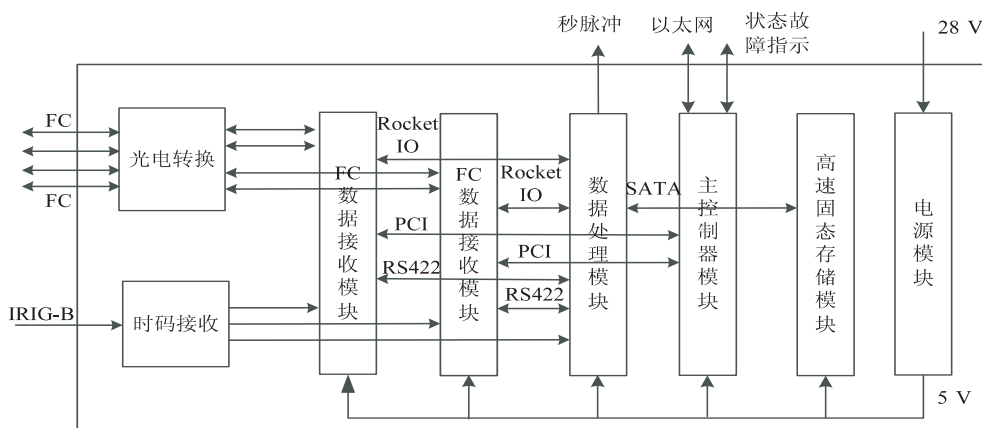 秒脉冲
以太网
状态故
障指示
28 V
FC
FC
光电转换
Rocket
IO
Rocket
IO
FC
数据接收模块
FC
数据接收模块
数据处理模块
主控制器模块
高速固态存储模块
电源模块
SATA
PCI
PCI
RS422
RS422
IRIG-B
时码接收
5 V